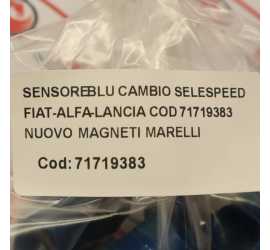 SENSOREBLU CAMBIO SELESPEED
FIAT-ALFA-LANCIA COD 71719383
NUOVO MAGNETI MARELLI
Cod: 71719383